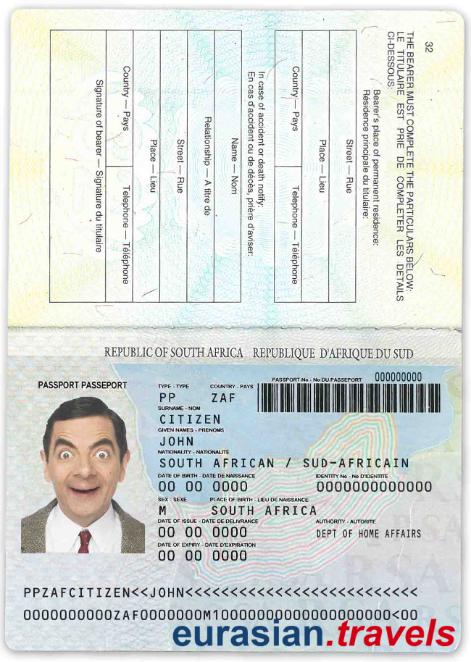 32
THE BEARER MUST COMPLETE THE PARTICULARS BELOW:
LE TITULAIRE EST PRIE DE COMPLETER LES DETAILS
CI-DESSOUS:
Bearer's place of permanent residence:
Résidence principale du titulaire:
Street — Rue
Place — Lieu
Country — Pays
Telephone — Téléphone
In case of accident or death notify:
En cas d'accident ou de décès, prière d'aviser:
Name — Nom
Relationship — A titre de
Street — Rue
Place — Lieu
Country — Pays
Telephone — Téléphone
Signature of bearer — Signature du titulaire
REPUBLIC OF SOUTH AFRICA REPUBLIQUE D'AFRIQUE DU SUD
PASSPORT PASSEPORT
TYPE - TYPE COUNTRY - PAYS PASSPORT No - No DU PASSEPORT 000000000
PP ZAF
SURNAME - NOM
CITIZEN
GIVEN NAMES - PRENOMS
JOHN
NATIONALITY - NATIONALITE
SOUTH AFRICAN / SUD-AFRICAIN
DATE OF BIRTH - DATE DE NAISSANCE IDENTITY No - No D'IDENTITE
00 00 0000 0000000000000
SEX - SEXE PLACE OF BIRTH - LIEU DE NAISSANCE
M SOUTH AFRICA
DATE OF ISSUE - DATE DE DELIVRANCE AUTHORITY - AUTORITE
00 00 0000 DEPT OF HOME AFFAIRS
DATE OF EXPIRY - DATE D'EXPIRATION
00 00 0000
PPZAFCITIZEN<<JOHN<<<<<<<<<<<<<<<<<<<<<<<<<<
0000000000ZAF0000000M10000000000000000000<00
eurasian.travels